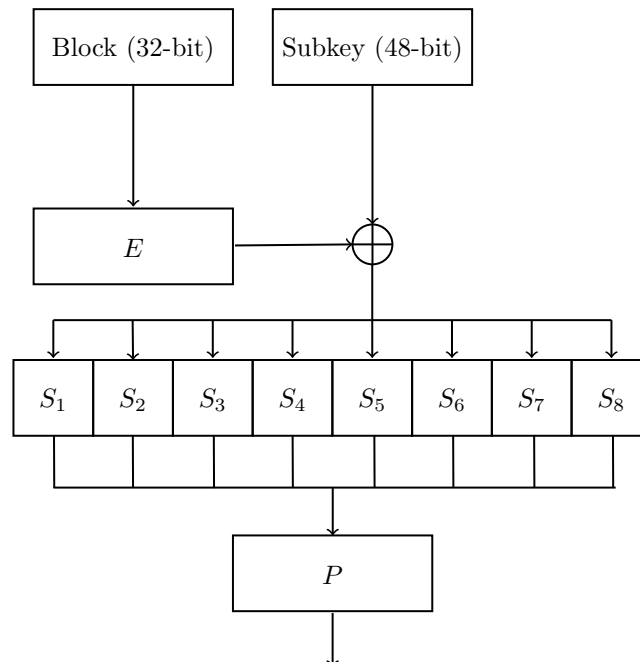 Block (32-bit) Subkey (48-bit)
E
S₁ S₂ S₃ S₄ S₅ S₆ S₇ S₈
P